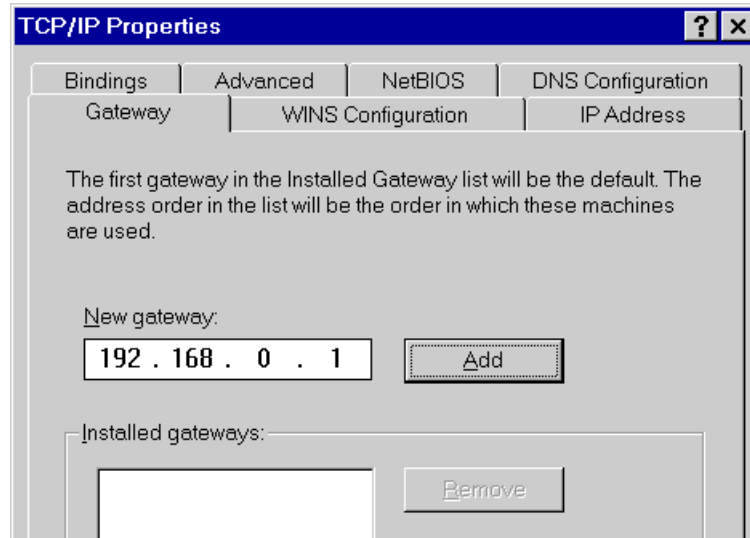 TCP/IP Properties
Bindings Advanced NetBIOS DNS Configuration
Gateway WINS Configuration IP Address
The first gateway in the Installed Gateway list will be the default. The
address order in the list will be the order in which these machines
are used.
New gateway:
192 . 168 . 0 . 1 Add
Installed gateways:
Remove